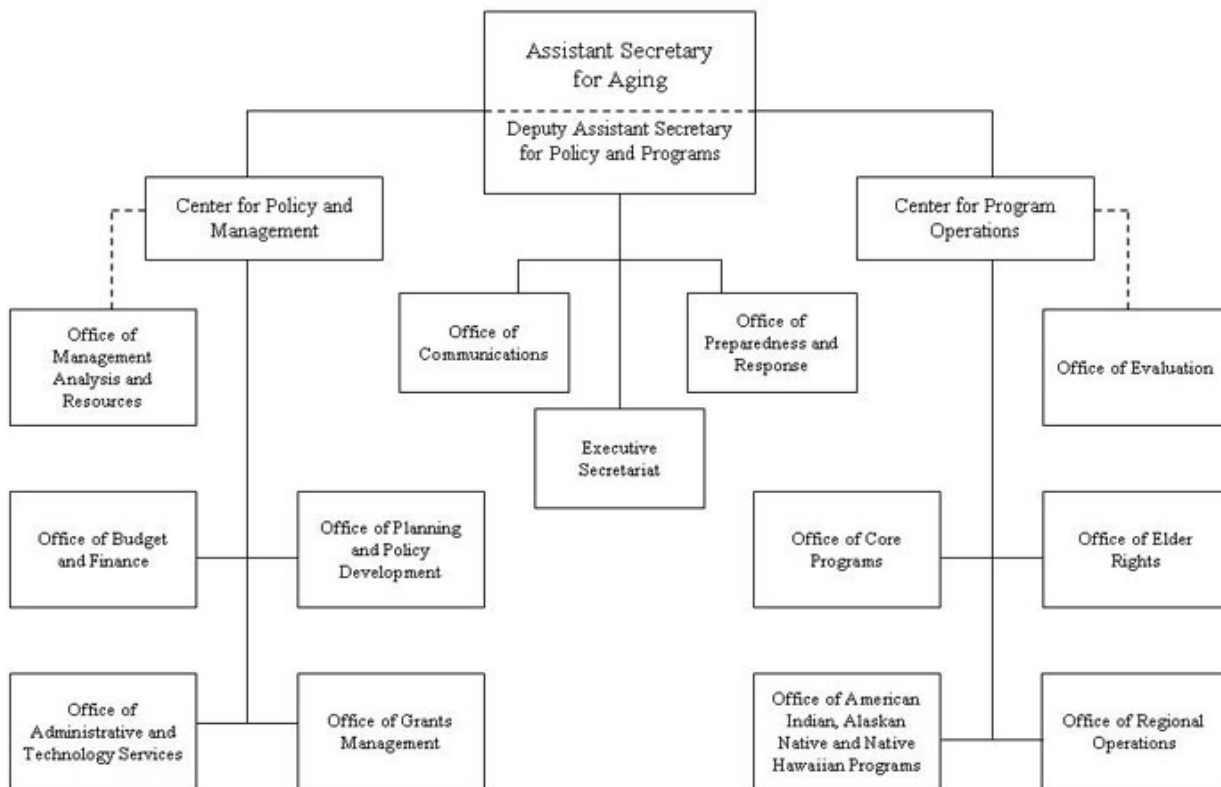 Assistant Secretary
for Aging
Deputy Assistant Secretary
for Policy and Programs
Center for Policy and
Management
Center for Program
Operations
Office of
Management
Analysis and
Resources
Office of
Communications
Office of
Preparedness and
Response
Office of Evaluation
Executive
Secretariat
Office of Budget
and Finance
Office of Planning
and Policy
Development
Office of Core
Programs
Office of Elder
Rights
Office of
Administrative and
Technology Services
Office of Grants
Management
Office of American
Indian, Alaskan
Native and Native
Hawaiian Programs
Office of Regional
Operations